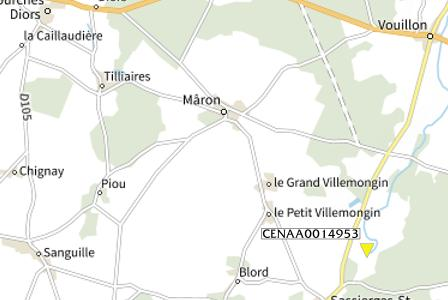 Diors
Vouillon
la Caillaudière
Tilliaires
Mâron
D105
Chignay
Piou
le Grand Villemongin
le Petit Villemongin
CENAA0014953
Sanguille
Blord